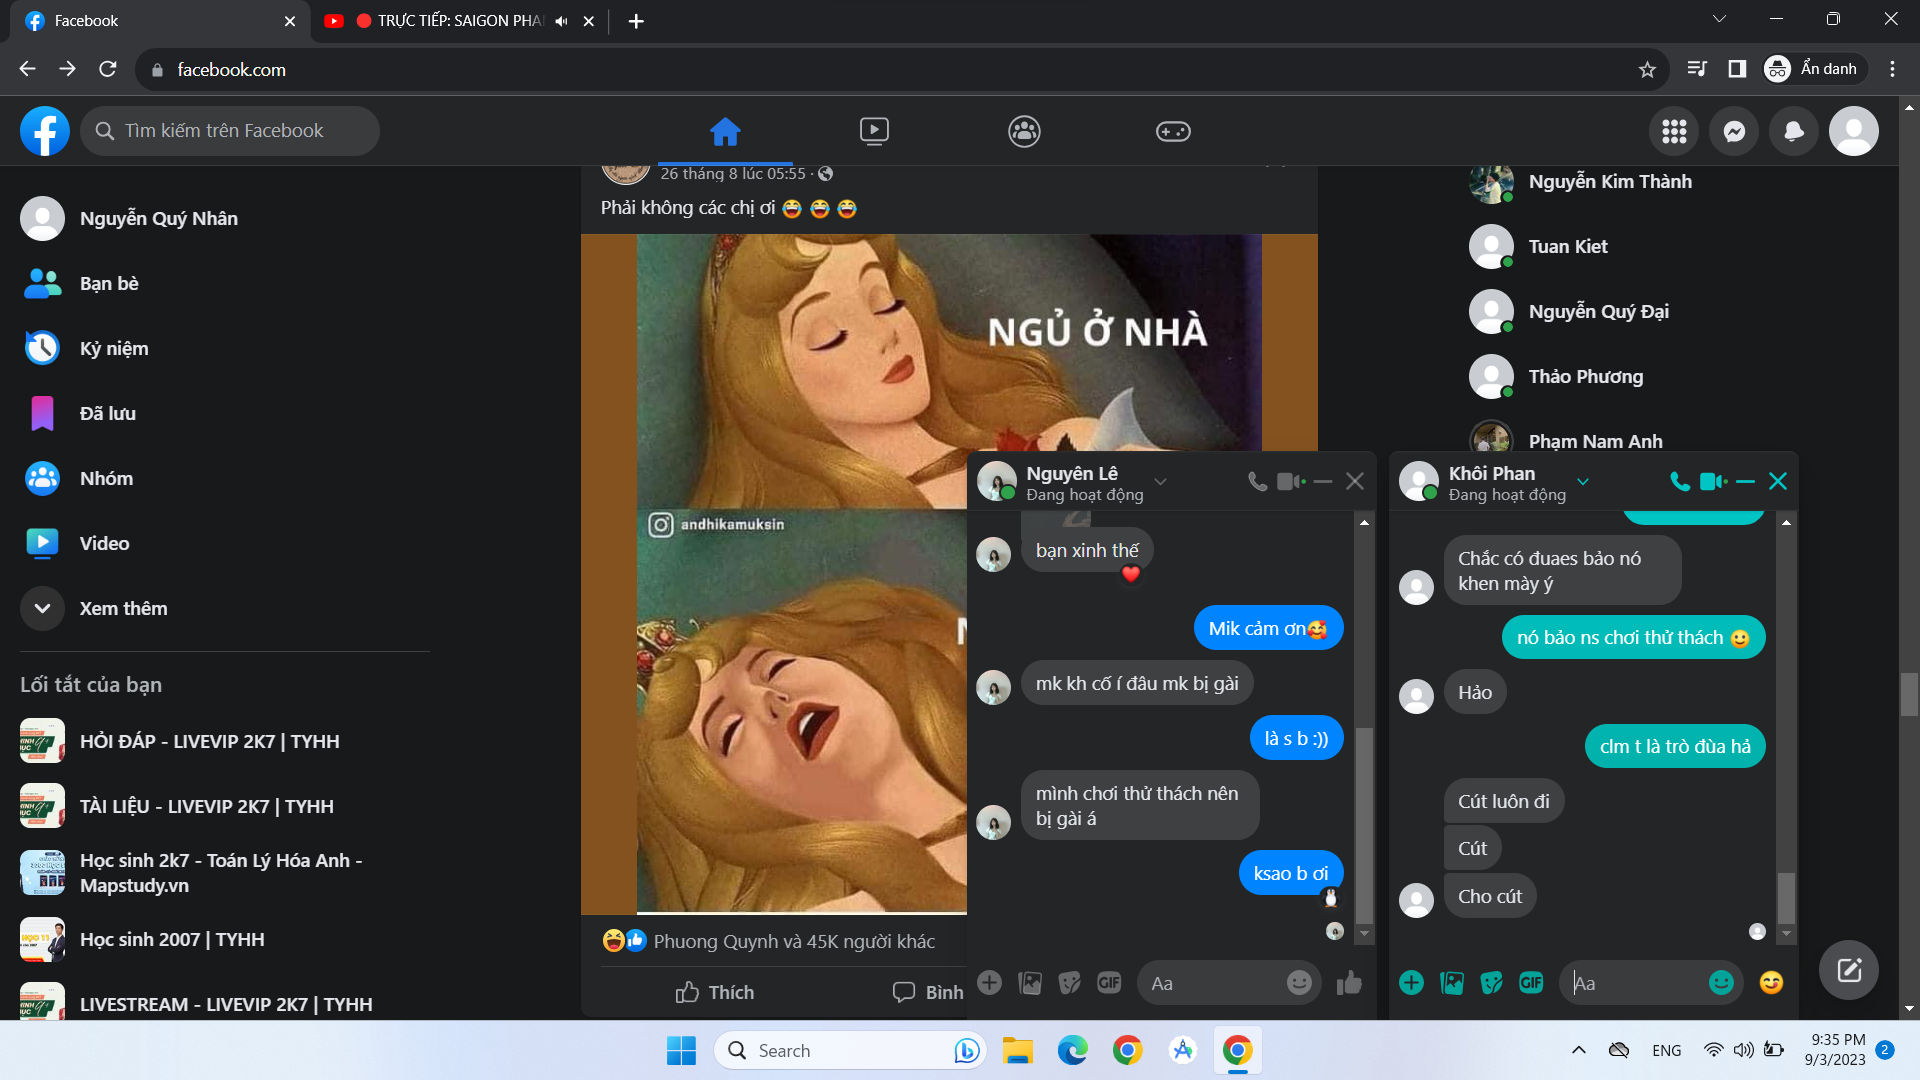 Facebook
TRỰC TIẾP: SAIGON PHA
facebook.com
Ẩn danh
Tìm kiếm trên Facebook
Nguyễn Quý Nhân
Bạn bè
Kỷ niệm
Đã lưu
Nhóm
Video
Xem thêm
Lối tắt của bạn
HỎI ĐÁP - LIVEVIP 2K7 | TYHH
TÀI LIỆU - LIVEVIP 2K7 | TYHH
Học sinh 2k7 - Toán Lý Hóa Anh -
Mapstudy.vn
Học sinh 2007 | TYHH
LIVESTREAM - LIVEVIP 2K7 | TYHH
26 tháng 8 lúc 05:55 ·
Phải không các chị ơi 😂 😂 😂
NGỦ Ở NHÀ
andhikamuksin
Phuong Quynh và 45K người khác
Thích
Bình
Nguyễn Kim Thành
Tuan Kiet
Nguyễn Quý Đại
Thảo Phương
Phạm Nam Anh
Nguyên Lê
Đang hoạt động
bạn xinh thế
❤️
Mik cảm ơn🥰
mk kh cố í đâu mk bị gài
là s b :))
mình chơi thử thách nên
bị gài á
ksao b ơi
GIF
Aa
Khôi Phan
Đang hoạt động
Chắc có đuaes bảo nó
khen mày ý
nó bảo ns chơi thử thách 🙂
Hảo
clm t là trò đùa hả
Cút luôn đi
Cút
Cho cút
GIF
Aa
Search
ENG
9:35 PM
9/3/2023
2